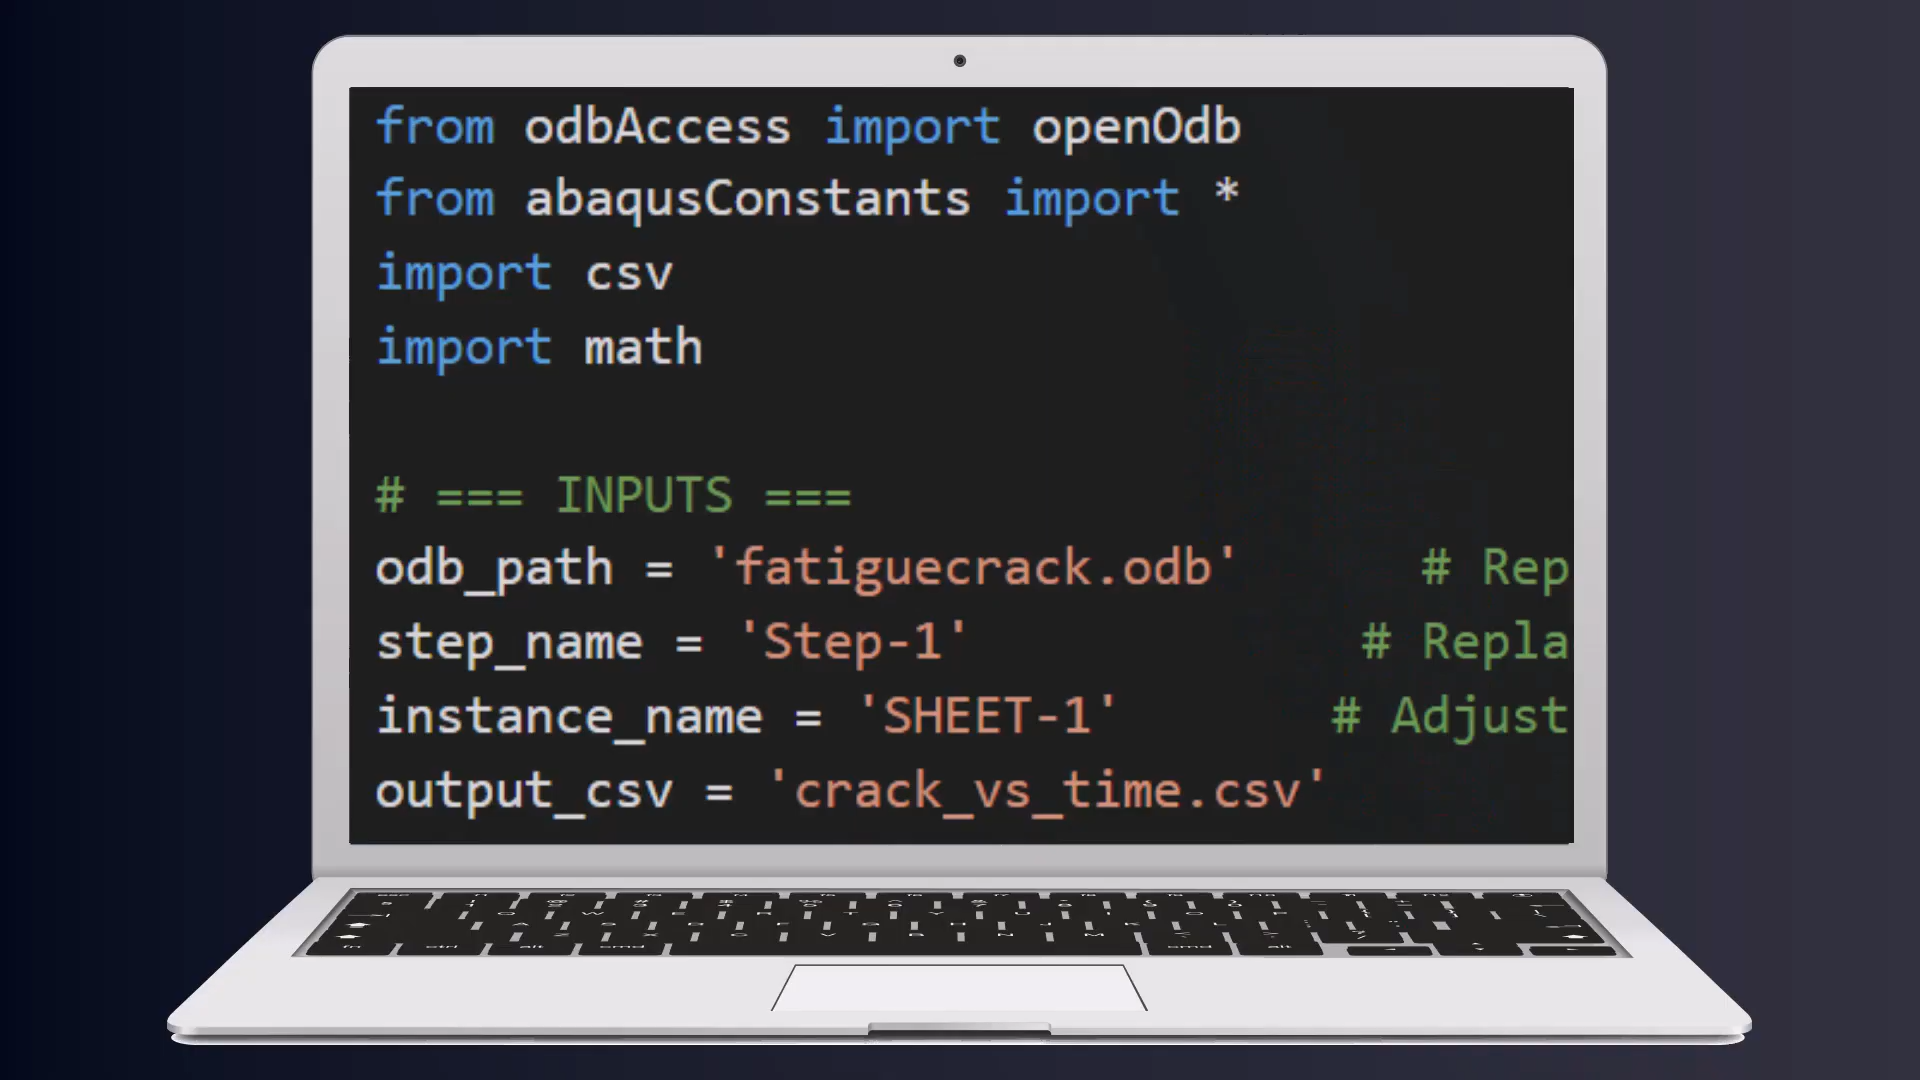 from odbAccess import openOdb
from abaqusConstants import *
import csv
import math
# === INPUTS ===
odb_path = 'fatiguecrack.odb' # Rep
step_name = 'Step-1' # Repla
instance_name = 'SHEET-1' # Adjust
output_csv = 'crack_vs_time.csv'